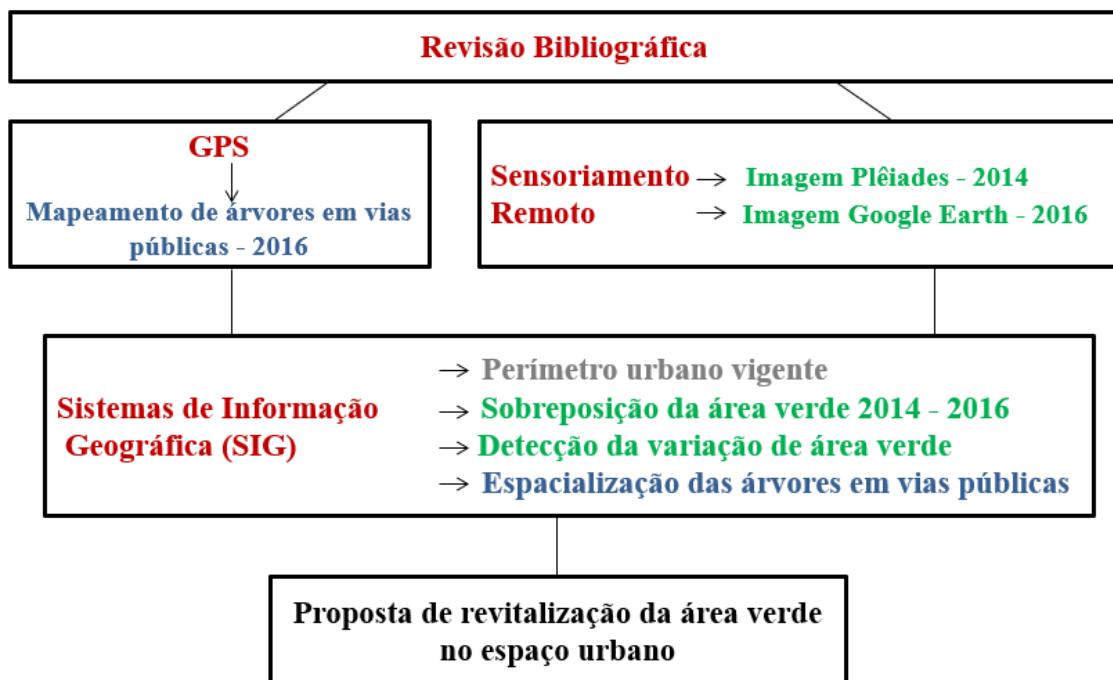 Revisão Bibliográfica
GPS
Mapeamento de árvores em vias
públicas - 2016
Sensoriamento → Imagem Plêiades - 2014
Remoto → Imagem Google Earth - 2016
Sistemas de Informação
Geográfica (SIG)
→ Perímetro urbano vigente
→ Sobreposição da área verde 2014 - 2016
→ Detecção da variação de área verde
→ Espacialização das árvores em vias públicas
Proposta de revitalização da área verde
no espaço urbano